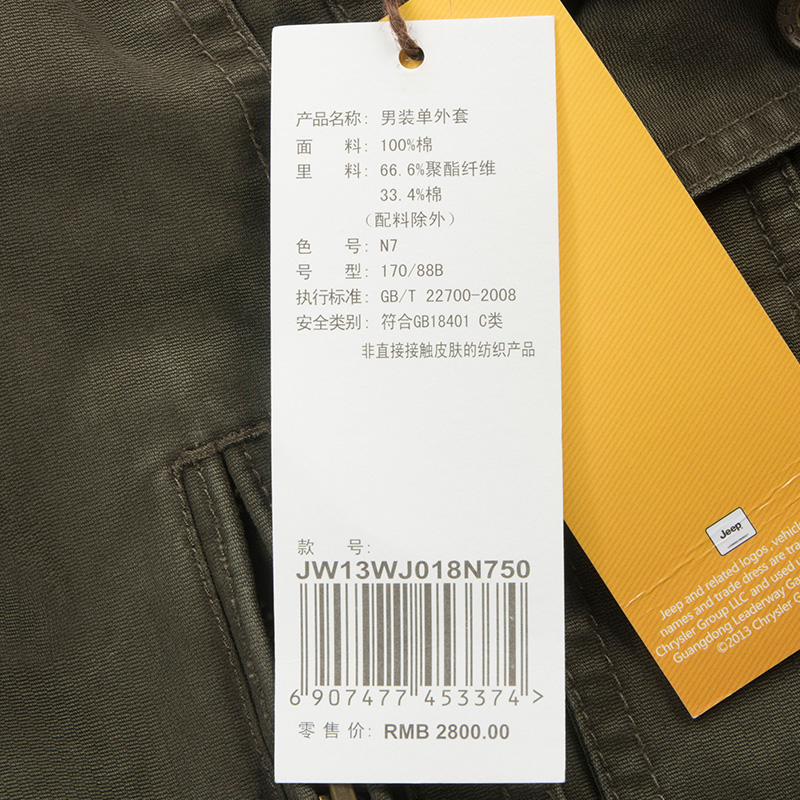 产品名称: 男装单外套
面 料: 100%棉
里 料: 66.6%聚酯纤维
33.4%棉
（配料除外）
色 号: N7
号 型: 170/88B
执行标准: GB/T 22700-2008
安全类别: 符合GB18401 C类
非直接接触皮肤的纺织产品
款 号:
JW13WJ018N750
6 907477 453374 >
零售价: RMB 2800.00
Jeep
Jeep and related logos, vehicle
names and trade dress are tra
Chrysler Group LLC and used u
Guangdong Leaderway Ga
©2013 Chrysler Gro